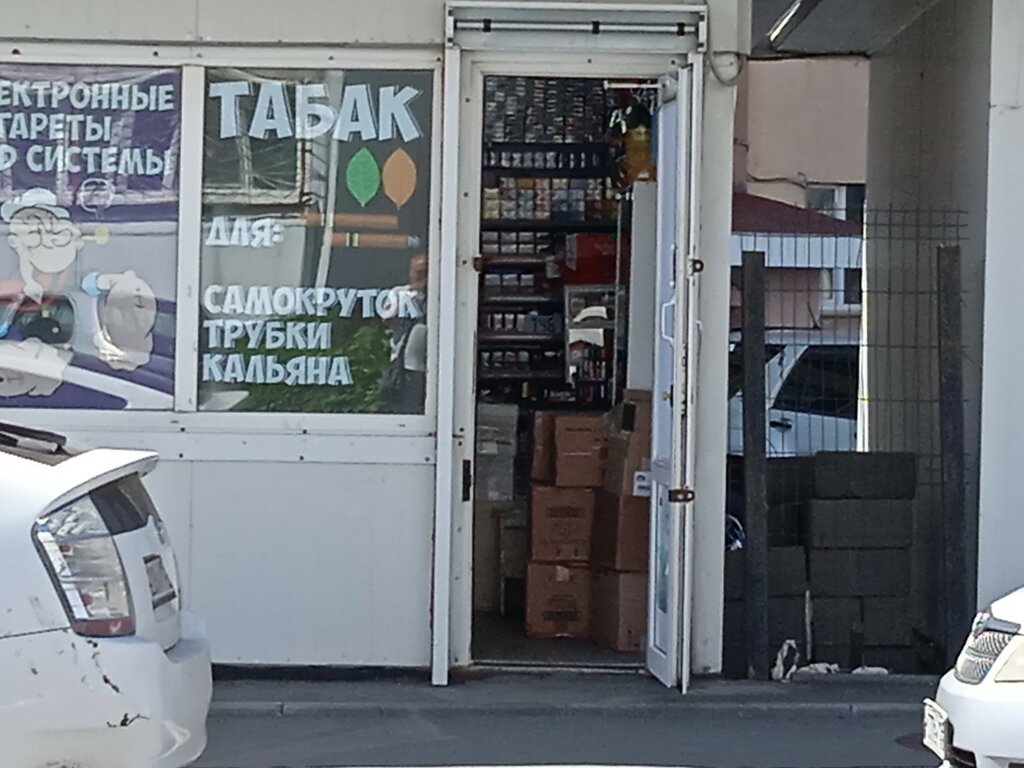 ЕКТРОННЫЕ
ГАРЕТЫ
СИСТЕМЫ
ТАБАК
ДЛЯ:
САМОКРУТОК
ТРУБКИ
КАЛЬЯНА